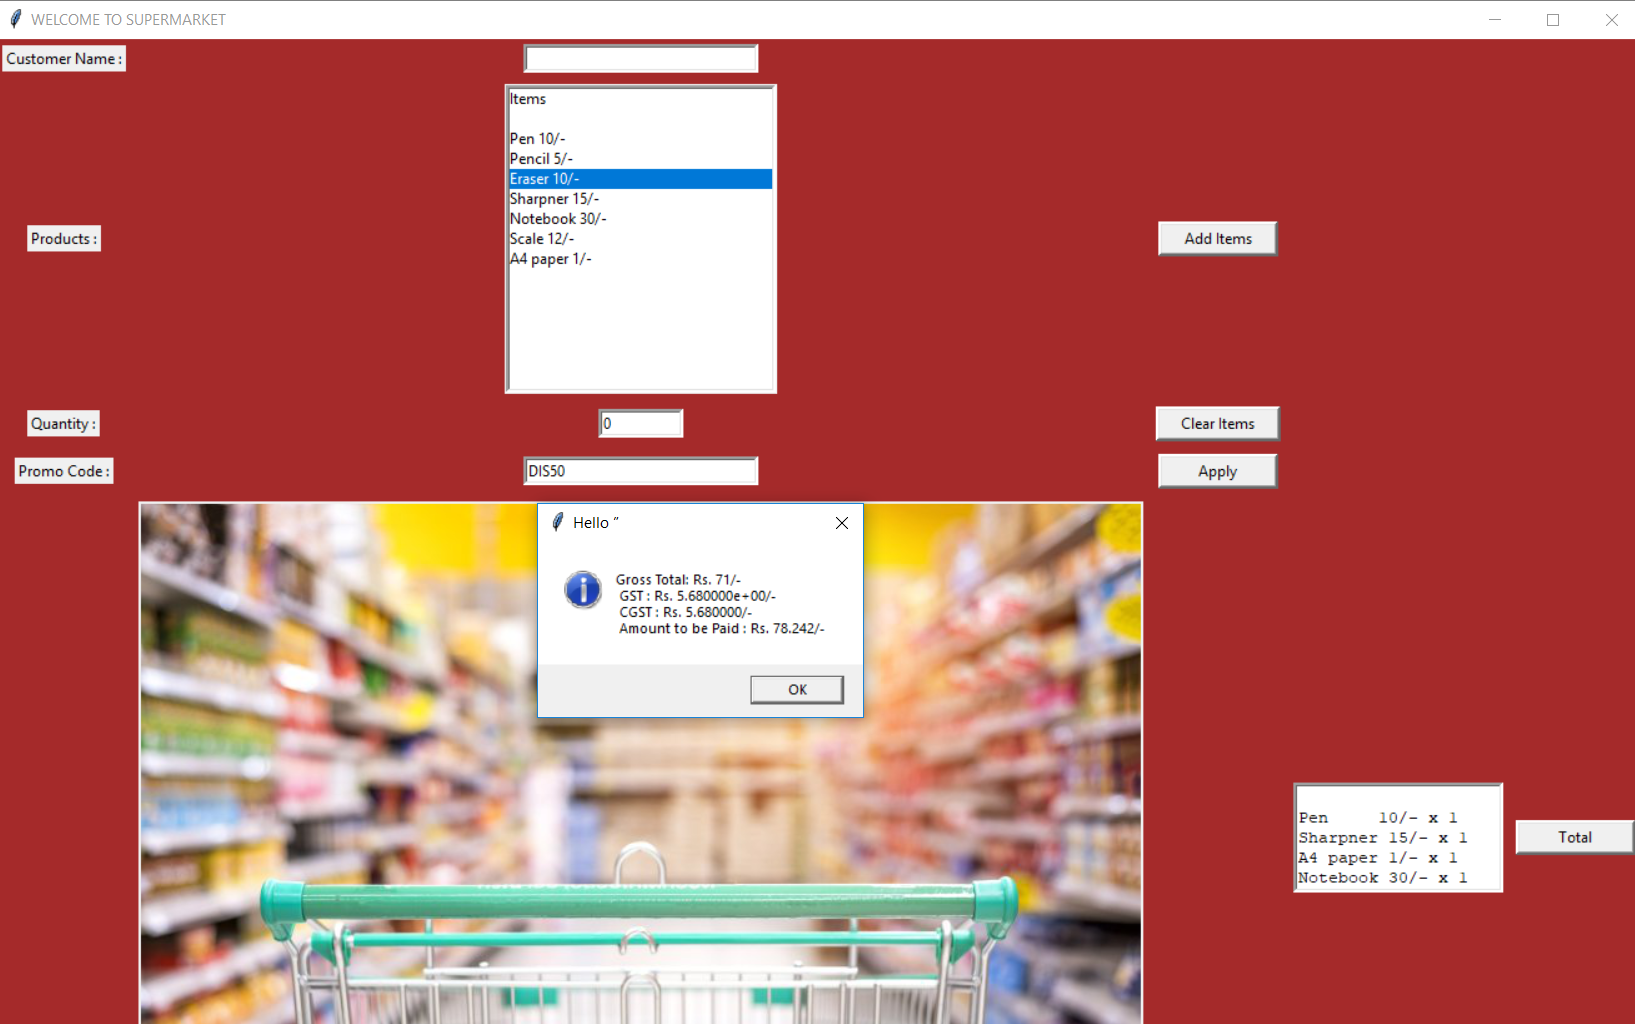 WELCOME TO SUPERMARKET
Customer Name :
Items
Pen 10/-
Pencil 5/-
Eraser 10/-
Sharpner 15/-
Notebook 30/-
Scale 12/-
A4 paper 1/-
Products :
Add Items
Quantity :
0
Clear Items
Promo Code :
DIS50
Apply
Hello ''
Gross Total: Rs. 71/-
GST : Rs. 5.680000e+00/-
CGST : Rs. 5.680000/-
Amount to be Paid : Rs. 78.242/-
OK
Pen 10/- x 1
Sharpner 15/- x 1
A4 paper 1/- x 1
Notebook 30/- x 1
Total